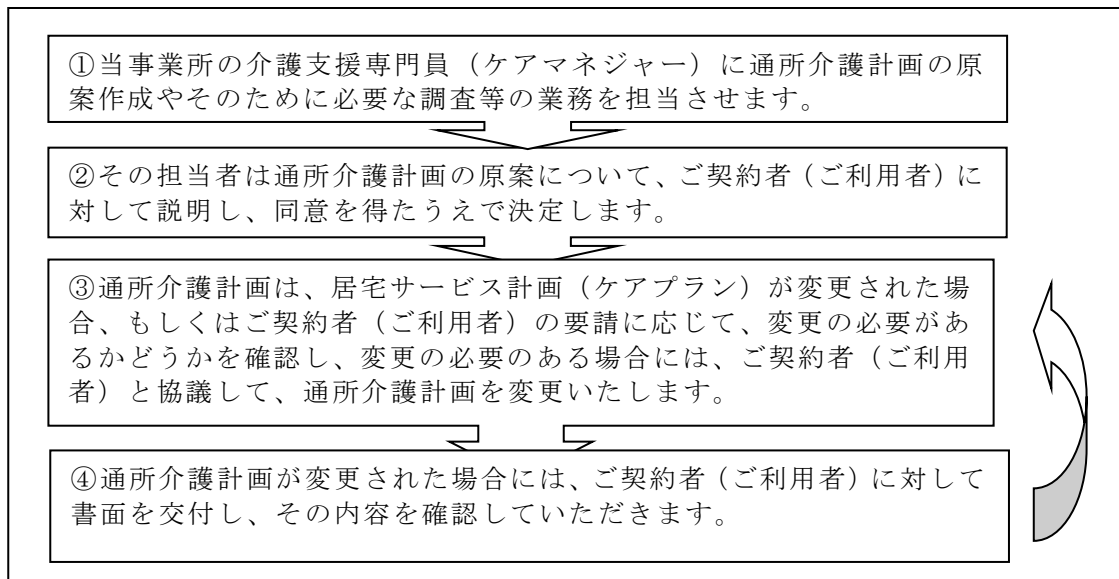 ①当事業所の介護支援専門員（ケアマネジャー）に通所介護計画の原
案作成やそのために必要な調査等の業務を担当させます。
②その担当者は通所介護計画の原案について、ご契約者（ご利用者）に
対して説明し、同意を得たうえで決定します。
③通所介護計画は、居宅サービス計画（ケアプラン）が変更された場
合、もしくはご契約者（ご利用者）の要請に応じて、変更の必要があ
るかどうかを確認し、変更の必要のある場合には、ご契約者（ご利用
者）と協議して、通所介護計画を変更いたします。
④通所介護計画が変更された場合には、ご契約者（ご利用者）に対して
書面を交付し、その内容を確認していただきます。